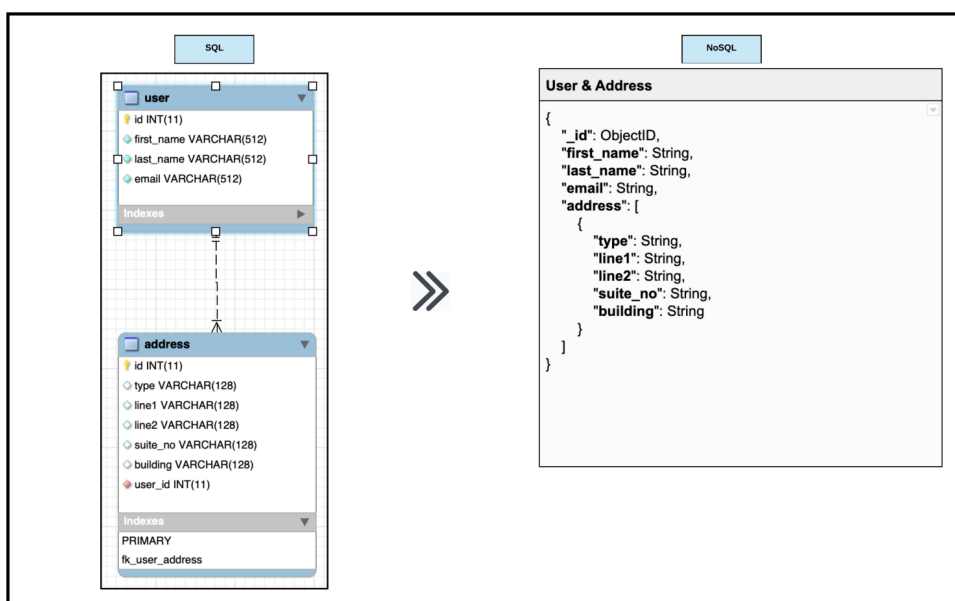 SQL
user
id INT(11)
first_name VARCHAR(512)
last_name VARCHAR(512)
email VARCHAR(512)
Indexes
address
id INT(11)
type VARCHAR(128)
line1 VARCHAR(128)
line2 VARCHAR(128)
suite_no VARCHAR(128)
building VARCHAR(128)
user_id INT(11)
Indexes
PRIMARY
fk_user_address
NoSQL
User & Address
{
"_id": ObjectID,
"first_name": String,
"last_name": String,
"email": String,
"address": [
{
"type": String,
"line1": String,
"line2": String,
"suite_no": String,
"building": String
}
]
}